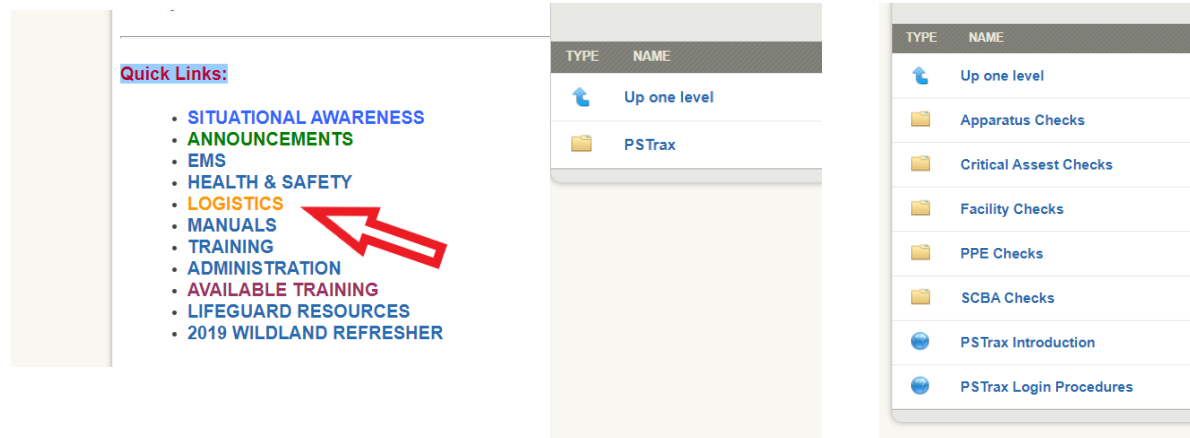 Quick Links:
SITUATIONAL AWARENESS
ANNOUNCEMENTS
EMS
HEALTH & SAFETY
LOGISTICS
MANUALS
TRAINING
ADMINISTRATION
AVAILABLE TRAINING
LIFEGUARD RESOURCES
2019 WILDLAND REFRESHER
TYPE NAME
Up one level
PSTrax
TYPE NAME
Up one level
Apparatus Checks
Critical Assest Checks
Facility Checks
PPE Checks
SCBA Checks
PSTrax Introduction
PSTrax Login Procedures